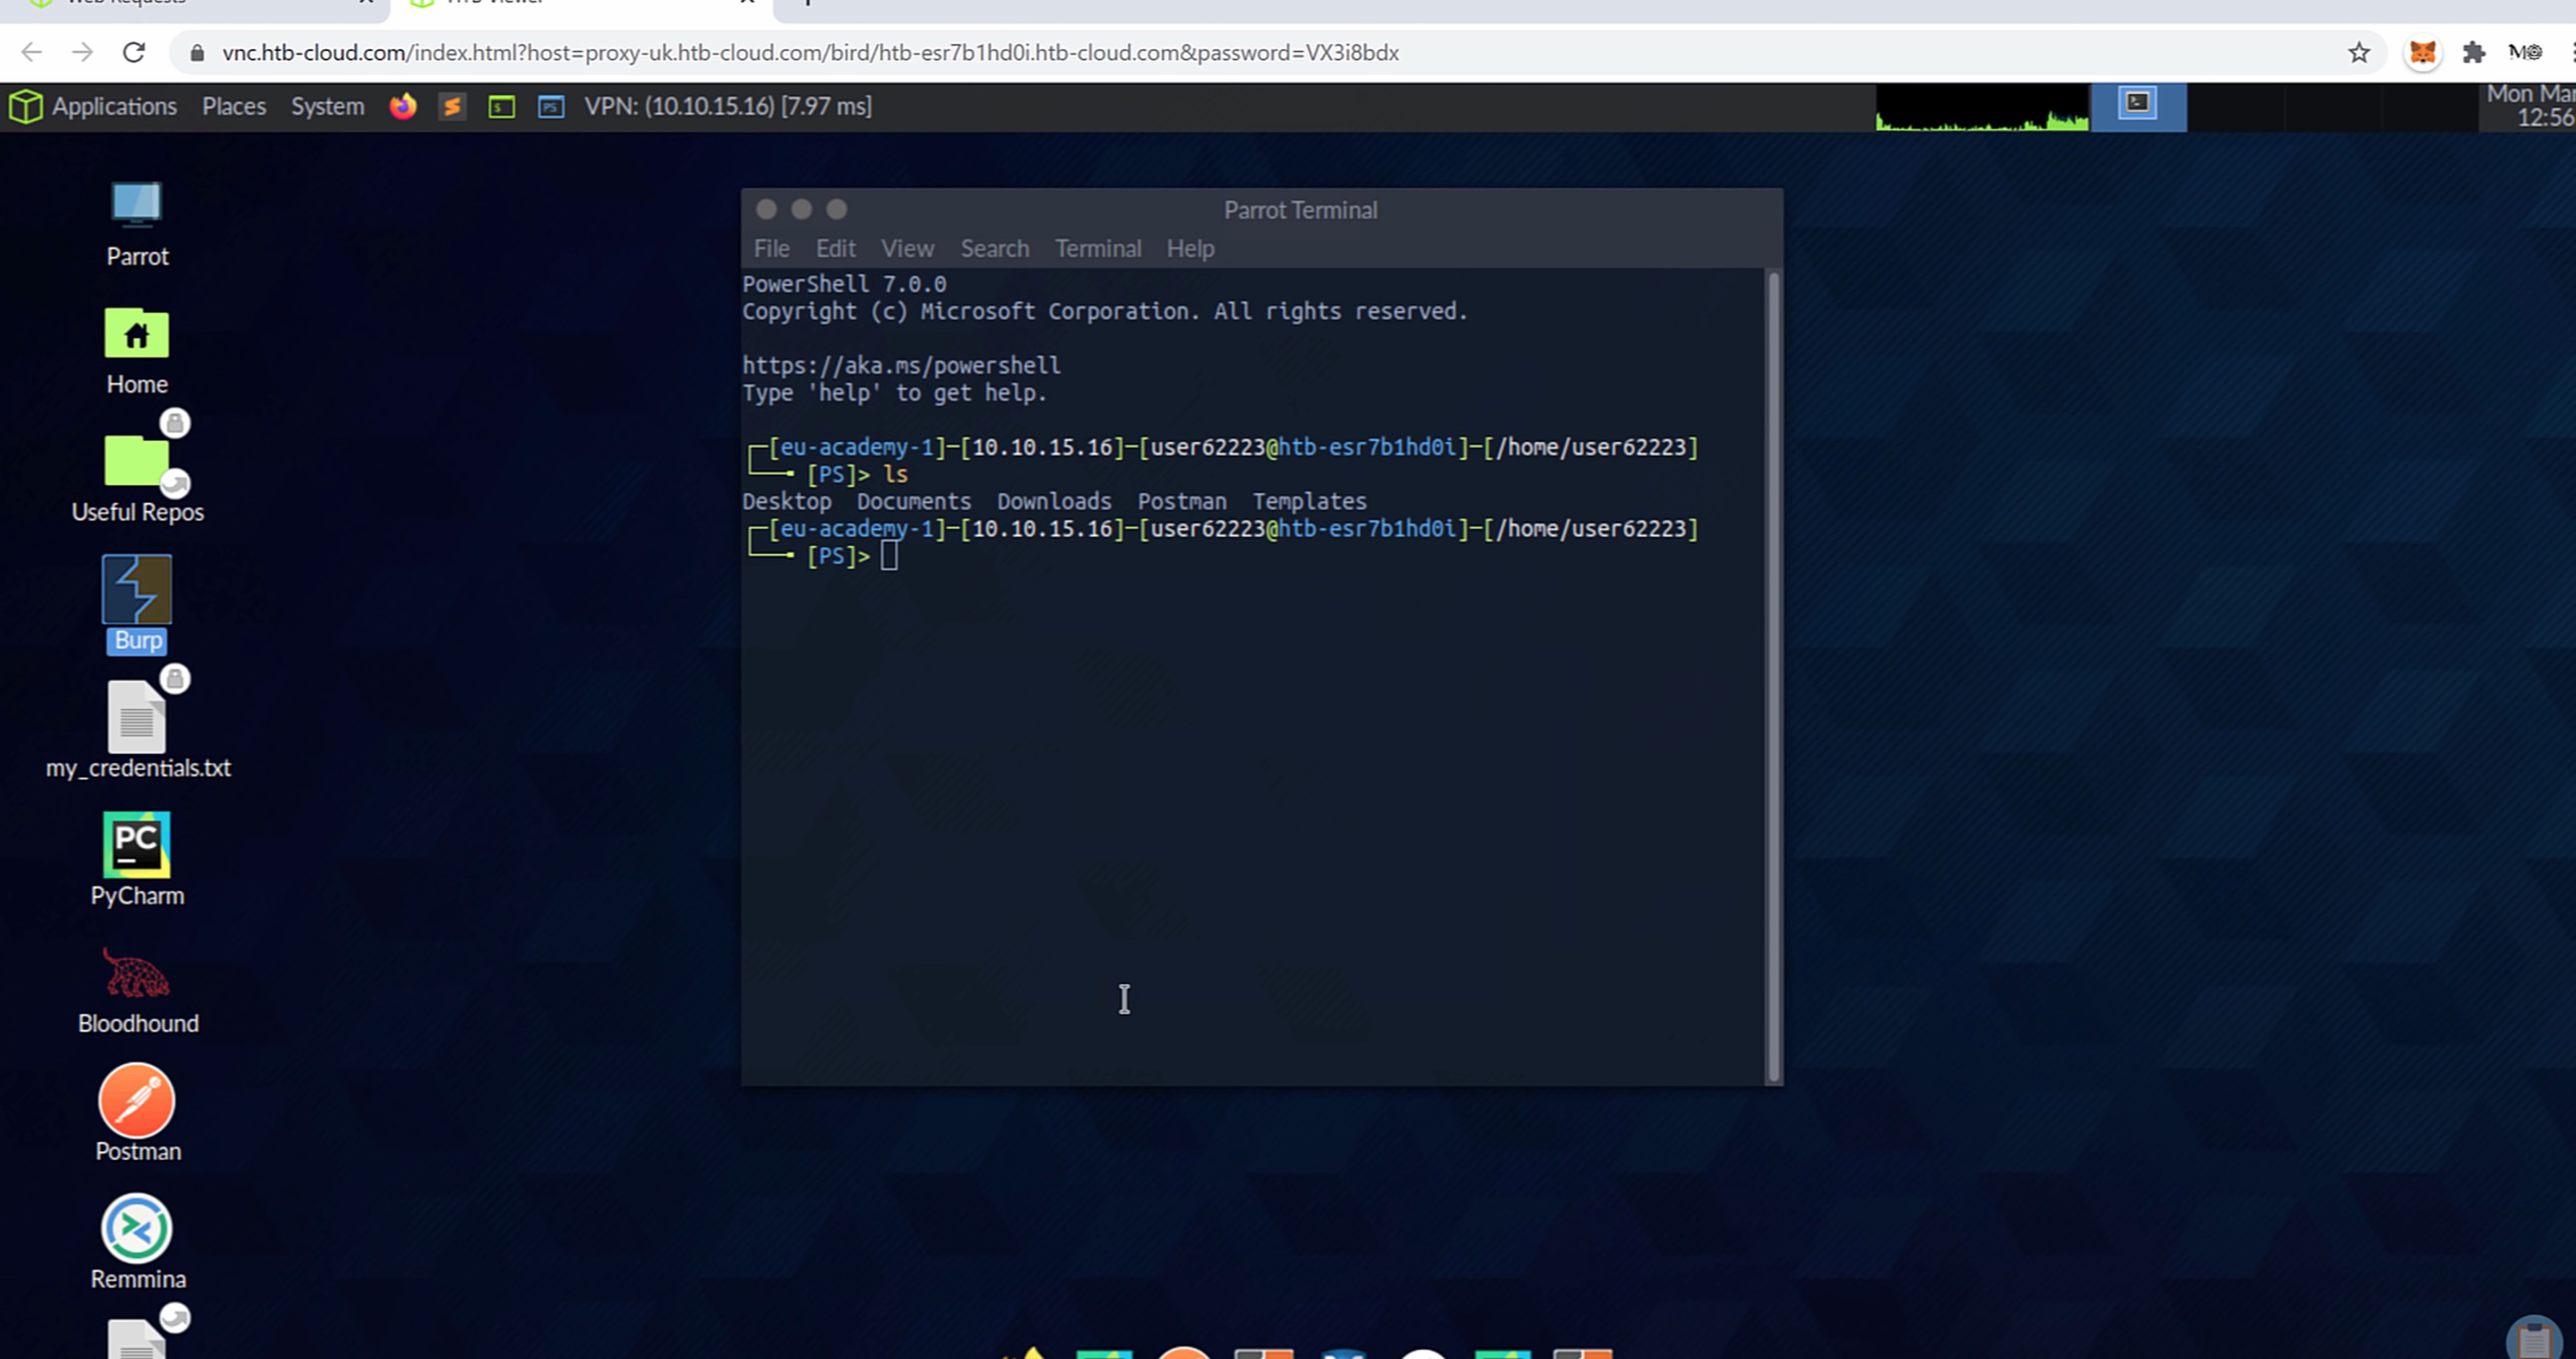 vnc.htb-cloud.com/index.html?host=proxy-uk.htb-cloud.com/bird/htb-esr7b1hd0i.htb-cloud.com&password=VX3i8bdx
Applications Places System VPN: (10.10.15.16) [7.97 ms]
Mon Mar
12:56
Parrot
Home
Useful Repos
Burp
my_credentials.txt
PC
PyCharm
Bloodhound
Postman
Remmina
Parrot Terminal
File Edit View Search Terminal Help
PowerShell 7.0.0
Copyright (c) Microsoft Corporation. All rights reserved.
https://aka.ms/powershell
Type 'help' to get help.
┌─[eu-academy-1]─[10.10.15.16]─[user62223@htb-esr7b1hd0i]─[/home/user62223]
└──╼ [PS]> ls
Desktop Documents Downloads Postman Templates
┌─[eu-academy-1]─[10.10.15.16]─[user62223@htb-esr7b1hd0i]─[/home/user62223]
└──╼ [PS]>